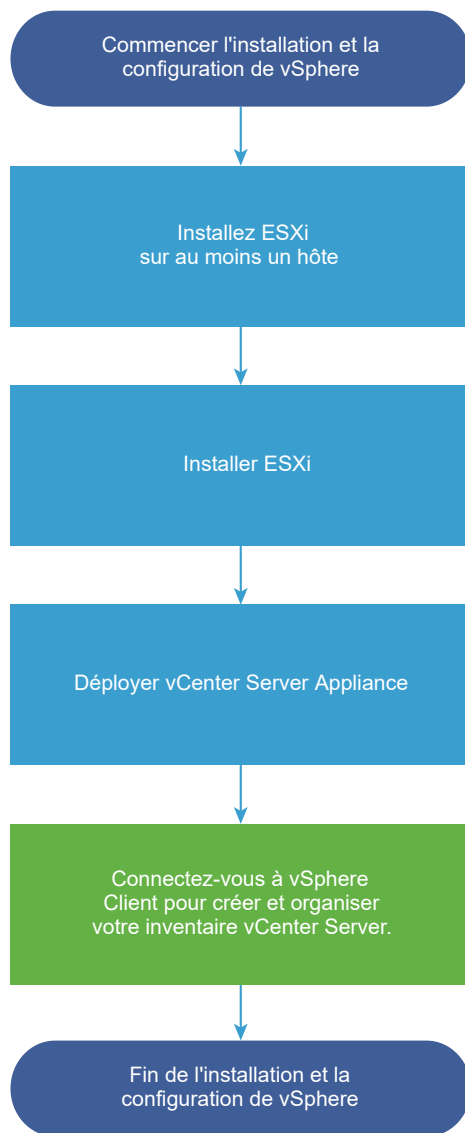 Commencer l'installation et la
configuration de vSphere
Installez ESXi
sur au moins un hôte
Installer ESXi
Déployer vCenter Server Appliance
Connectez-vous à vSphere
Client pour créer et organiser
votre inventaire vCenter Server.
Fin de l'installation et la
configuration de vSphere